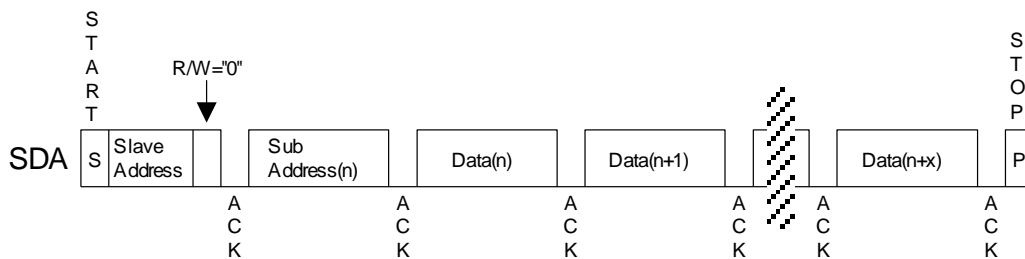 START
STOP
R/W="0"
SDA
S
Slave
Address
Sub
Address(n)
Data(n)
Data(n+1)
Data(n+x)
P
ACK
ACK
ACK
ACK
ACK
ACK